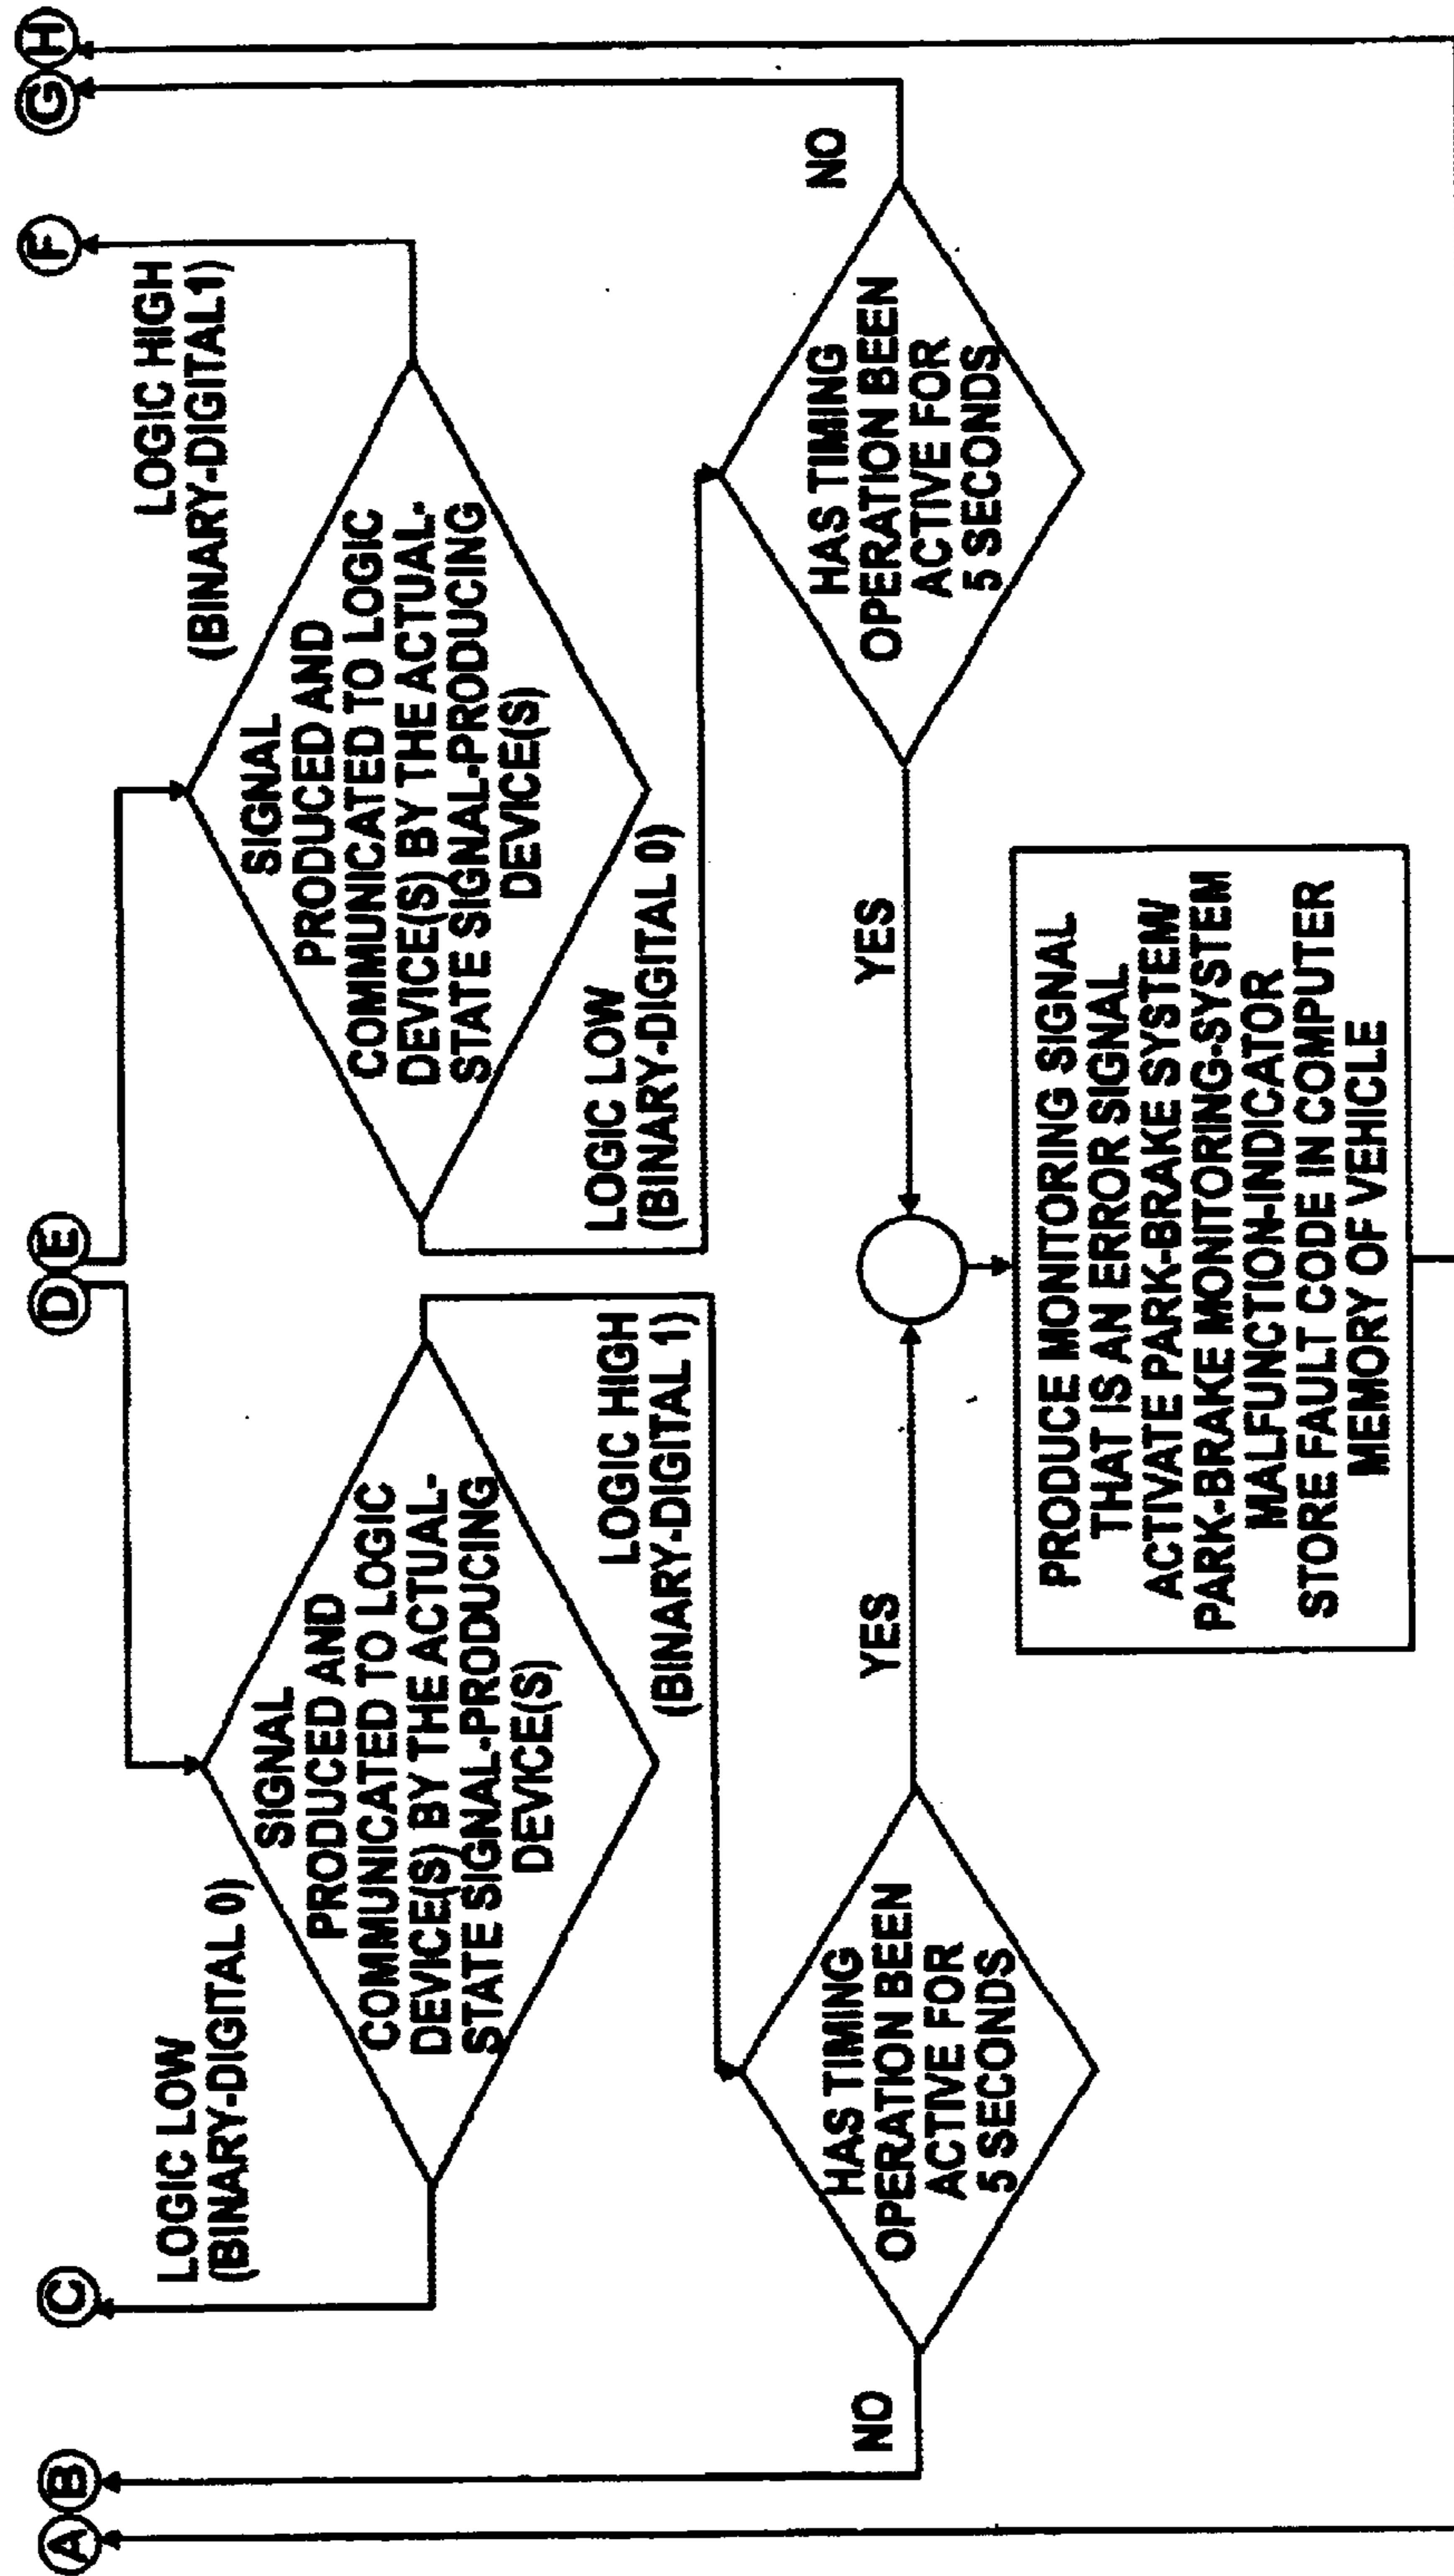 A
B
C
D
E
F
G
H
LOGIC LOW
(BINARY-DIGITAL 0)
SIGNAL
PRODUCED AND
COMMUNICATED TO LOGIC
DEVICE(S) BY THE ACTUAL-
STATE SIGNAL-PRODUCING
DEVICE(S)
LOGIC HIGH
(BINARY-DIGITAL 1)
SIGNAL
PRODUCED AND
COMMUNICATED TO LOGIC
DEVICE(S) BY THE ACTUAL-
STATE SIGNAL-PRODUCING
DEVICE(S)
LOGIC HIGH
(BINARY-DIGITAL1)
LOGIC LOW
(BINARY-DIGITAL 0)
NO
HAS TIMING
OPERATION BEEN
ACTIVE FOR
5 SECONDS
YES
YES
HAS TIMING
OPERATION BEEN
ACTIVE FOR
5 SECONDS
NO
PRODUCE MONITORING SIGNAL
THAT IS AN ERROR SIGNAL
ACTIVATE PARK-BRAKE SYSTEM/
PARK-BRAKE MONITORING-SYSTEM
MALFUNCTION-INDICATOR
STORE FAULT CODE IN COMPUTER
MEMORY OF VEHICLE